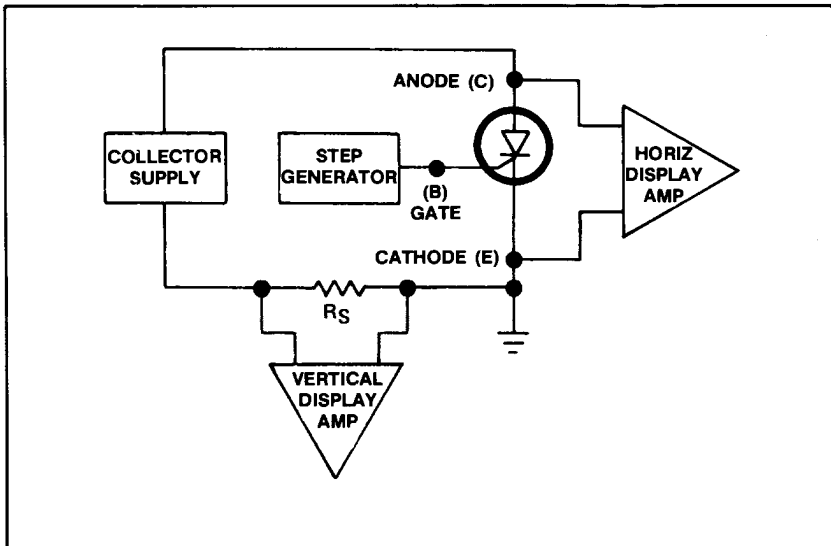 ANODE (C)
COLLECTOR
SUPPLY
STEP
GENERATOR
(B)
GATE
HORIZ
DISPLAY
AMP
CATHODE (E)
RS
VERTICAL
DISPLAY
AMP